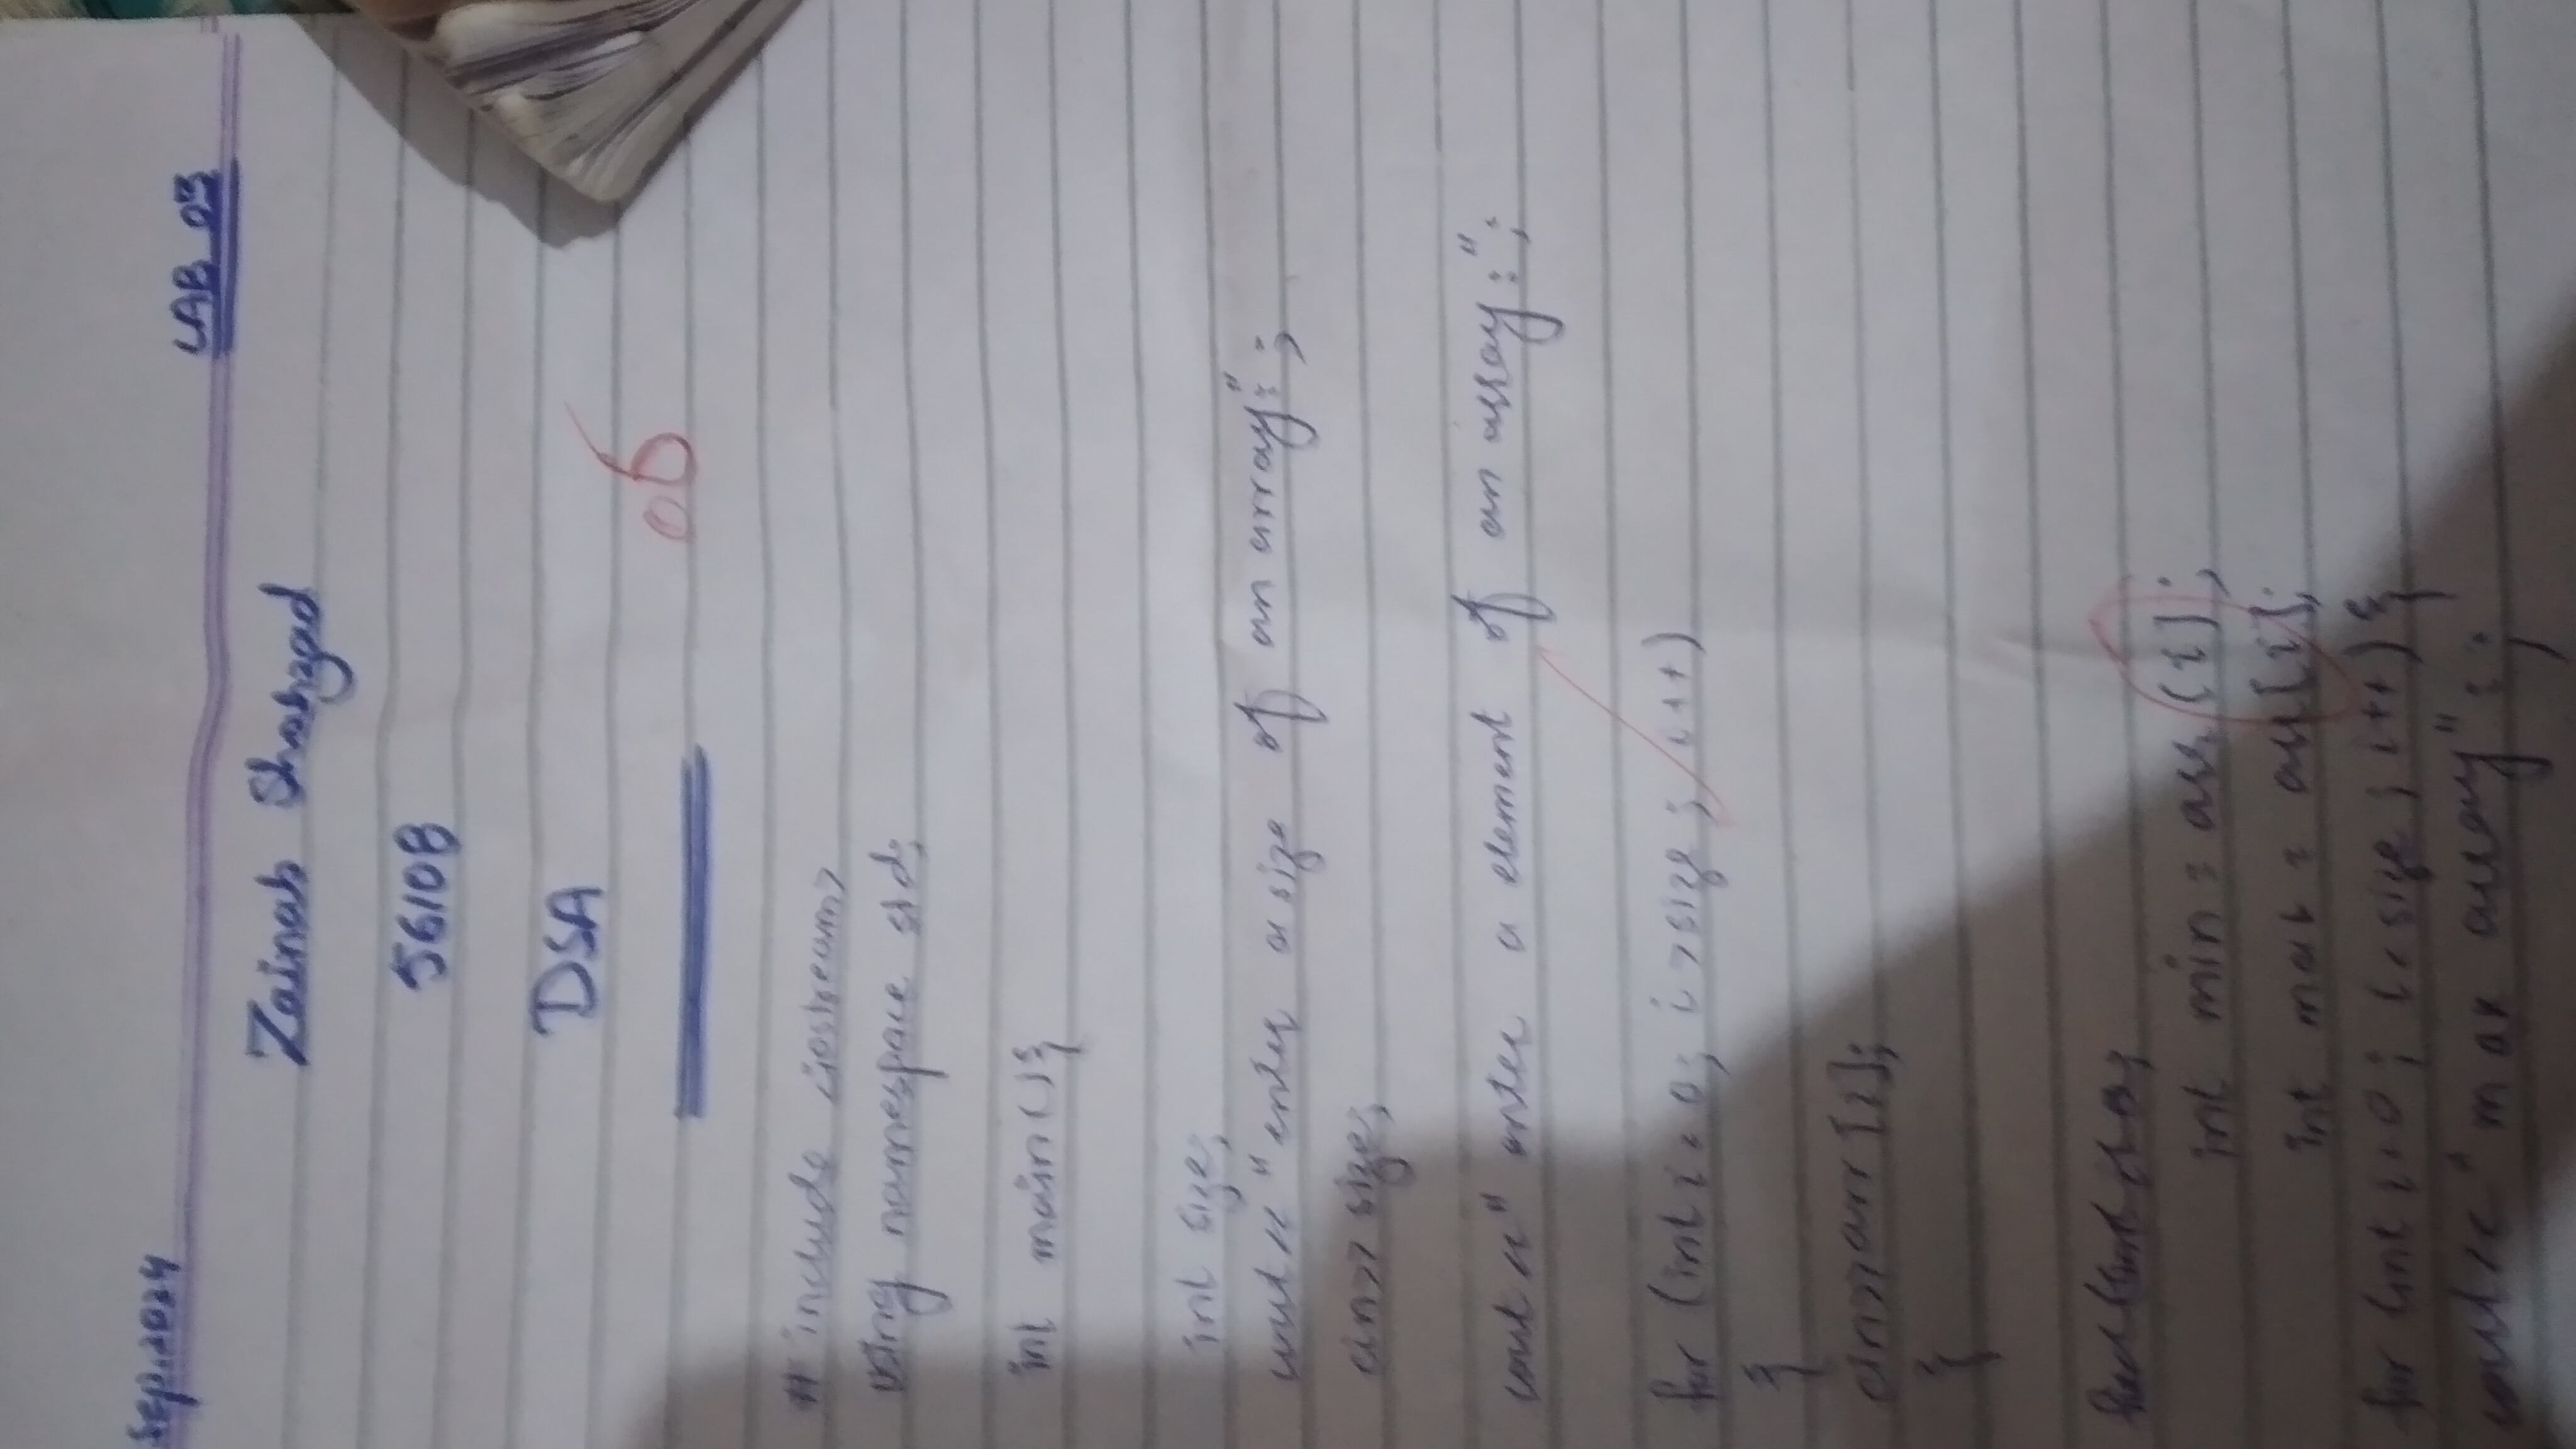 Sep.2024
LAB 03
Zainab Shahzad
56108
DSA
06
# include <iostream>
using namespace std;
int main(){
int size;
cout << "enter a size of an array:";
cin>> size;
cout << " enter a element of an array:";
for (int i = 0; i > size; i++)
{
cin>>arr[i];
}
int min = arr[i];
int max = arr[i];
for (int i=0; i<size; i++){
cout<<" max array":;